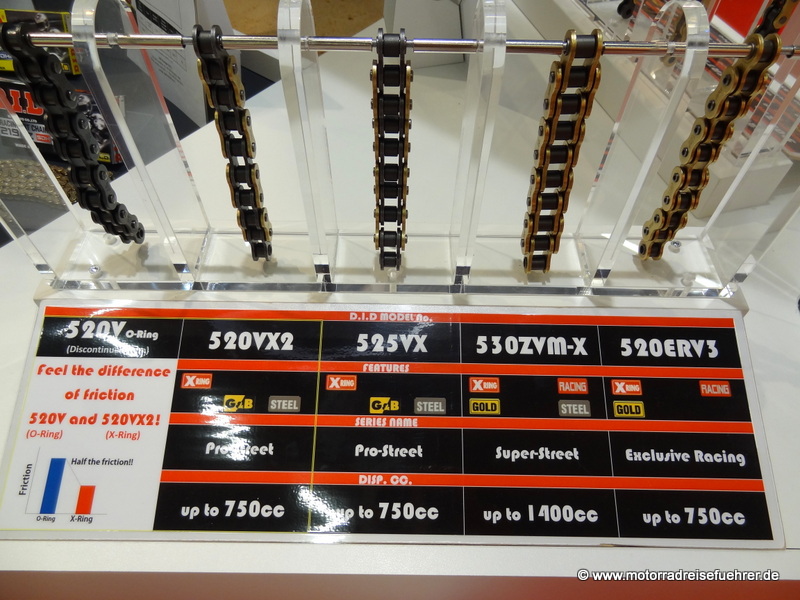 D.I.D MODEL No.
520V O-Ring
520VX2
525VX
530ZVM-X
520ERV3
FEATURES
Feel the difference
of friction
520V and 520VX2!
(O-Ring) (X-Ring)
Friction
Half the friction!!
O-Ring X-Ring
X RING
G&B STEEL
X RING
G&B STEEL
X RING RACING
GOLD STEEL
X RING RACING
GOLD
SERIES NAME
Pro-Street
Pro-Street
Super-Street
Exclusive Racing
DISP. CC.
up to 750cc
up to 750cc
up to 1400cc
up to 750cc
© www.motorradreisefuehrer.de